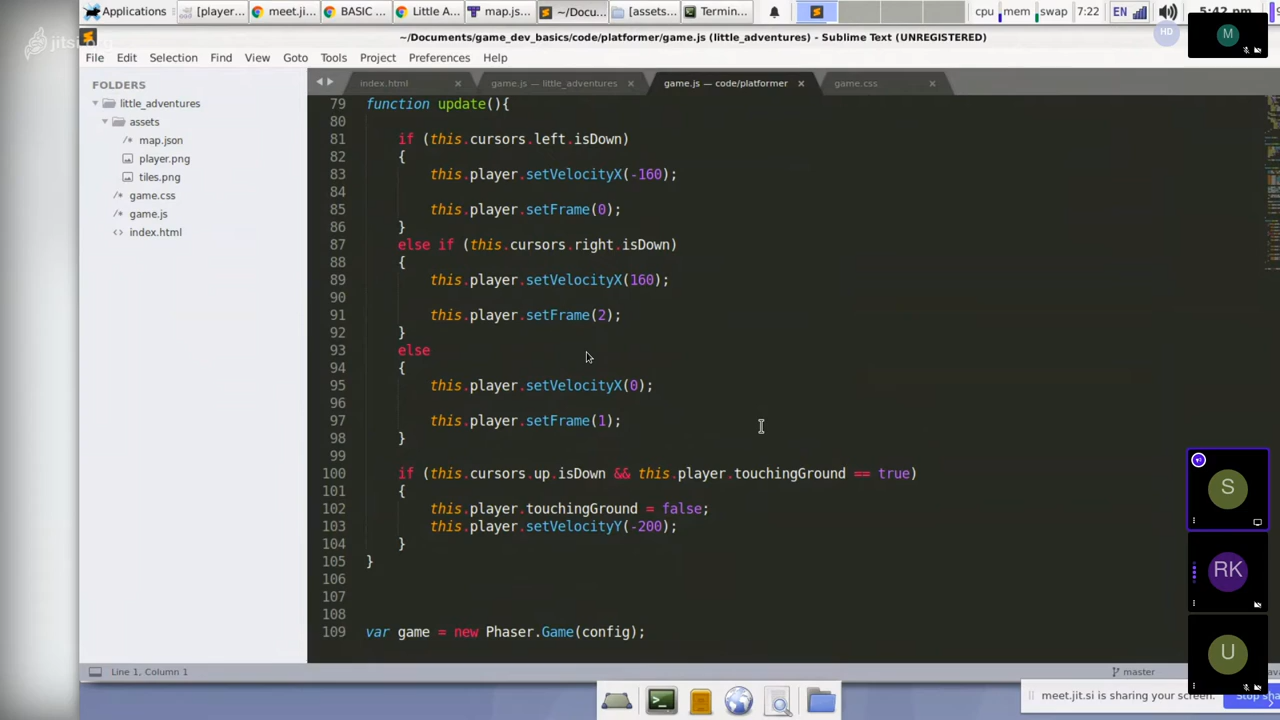 Applications
[player...
meet.ji...
BASIC ...
Little A...
map.js...
~/Docu...
[assets...
Termin...
cpu mem swap 7:22 EN 5:42 pm
jitsi.org
~/Documents/game_dev_basics/code/platformer/game.js (little_adventures) - Sublime Text (UNREGISTERED)
HD
M
File Edit Selection Find View Goto Tools Project Preferences Help
FOLDERS
little_adventures
assets
map.json
player.png
tiles.png
game.css
game.js
index.html
index.html × game.js — little_adventures × game.js — code/platformer × game.css ×
79 function update(){
80
81 if (this.cursors.left.isDown)
82 {
83 this.player.setVelocityX(-160);
84
85 this.player.setFrame(0);
86 }
87 else if (this.cursors.right.isDown)
88 {
89 this.player.setVelocityX(160);
90
91 this.player.setFrame(2);
92 }
93 else
94 {
95 this.player.setVelocityX(0);
96
97 this.player.setFrame(1);
98 }
99
100 if (this.cursors.up.isDown && this.player.touchingGround == true)
101 {
102 this.player.touchingGround = false;
103 this.player.setVelocityY(-200);
104 }
105 }
106
107
108
109 var game = new Phaser.Game(config);
S
RK
U
Line 1, Column 1
master
meet.jit.si is sharing your screen.
Stop sha